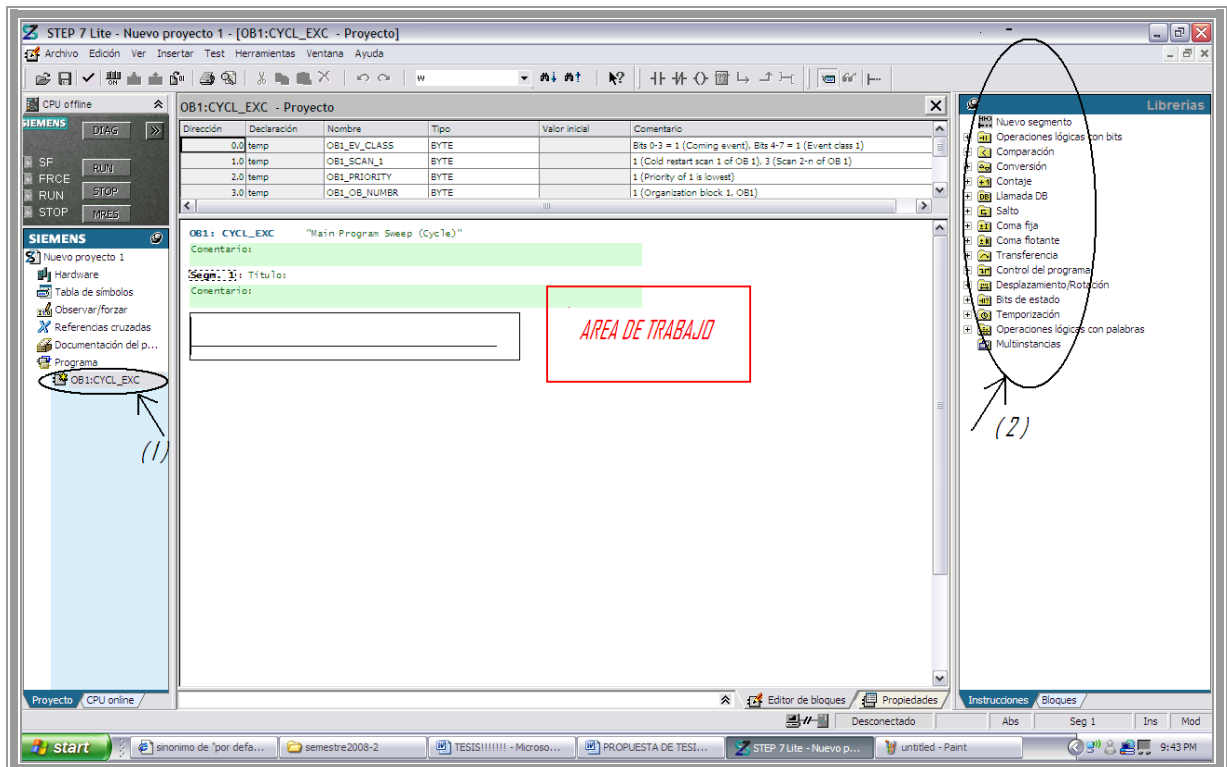 STEP 7 Lite - Nuevo proyecto 1 - [OB1:CYCL_EXC - Proyecto]
Archivo Edición Ver Insertar Test Herramientas Ventana Ayuda
w
CPU offline
SIEMENS
DIAG
SF
FRCE
RUN
STOP
RUN
STOP
MRES
SIEMENS
Nuevo proyecto 1
Hardware
Tabla de símbolos
Observar/forzar
Referencias cruzadas
Documentación del p...
Programa
OB1:CYCL_EXC
(1)
Proyecto CPU online
OB1:CYCL_EXC - Proyecto
Dirección Declaración Nombre Tipo Valor inicial Comentario
0.0 temp OB1_EV_CLASS BYTE Bits 0-3 = 1 (Coming event), Bits 4-7 = 1 (Event class 1)
1.0 temp OB1_SCAN_1 BYTE 1 (Cold restart scan 1 of OB 1), 3 (Scan 2-n of OB 1)
2.0 temp OB1_PRIORITY BYTE 1 (Priority of 1 is lowest)
3.0 temp OB1_OB_NUMBR BYTE 1 (Organization block 1, OB1)
OB1: CYCL_EXC "Main Program Sweep (Cycle)"
Comentario:
Segm. 1: Título:
Comentario:
AREA DE TRABAJO
Editor de bloques Propiedades
Librerías
Nuevo segmento
Operaciones lógicas con bits
Comparación
Conversión
Contaje
Llamada DB
Salto
Coma fija
Coma flotante
Transferencia
Control del programa
Desplazamiento/Rotación
Bits de estado
Temporización
Operaciones lógicas con palabras
Multiinstancias
(2)
Instrucciones Bloques
Desconectado Abs Seg 1 Ins Mod
start sinonimo de "por defa... semestre2008-2 TESIS!!!!!!! - Microso... PROPUESTA DE TESI... STEP 7 Lite - Nuevo p... untitled - Paint 9:43 PM